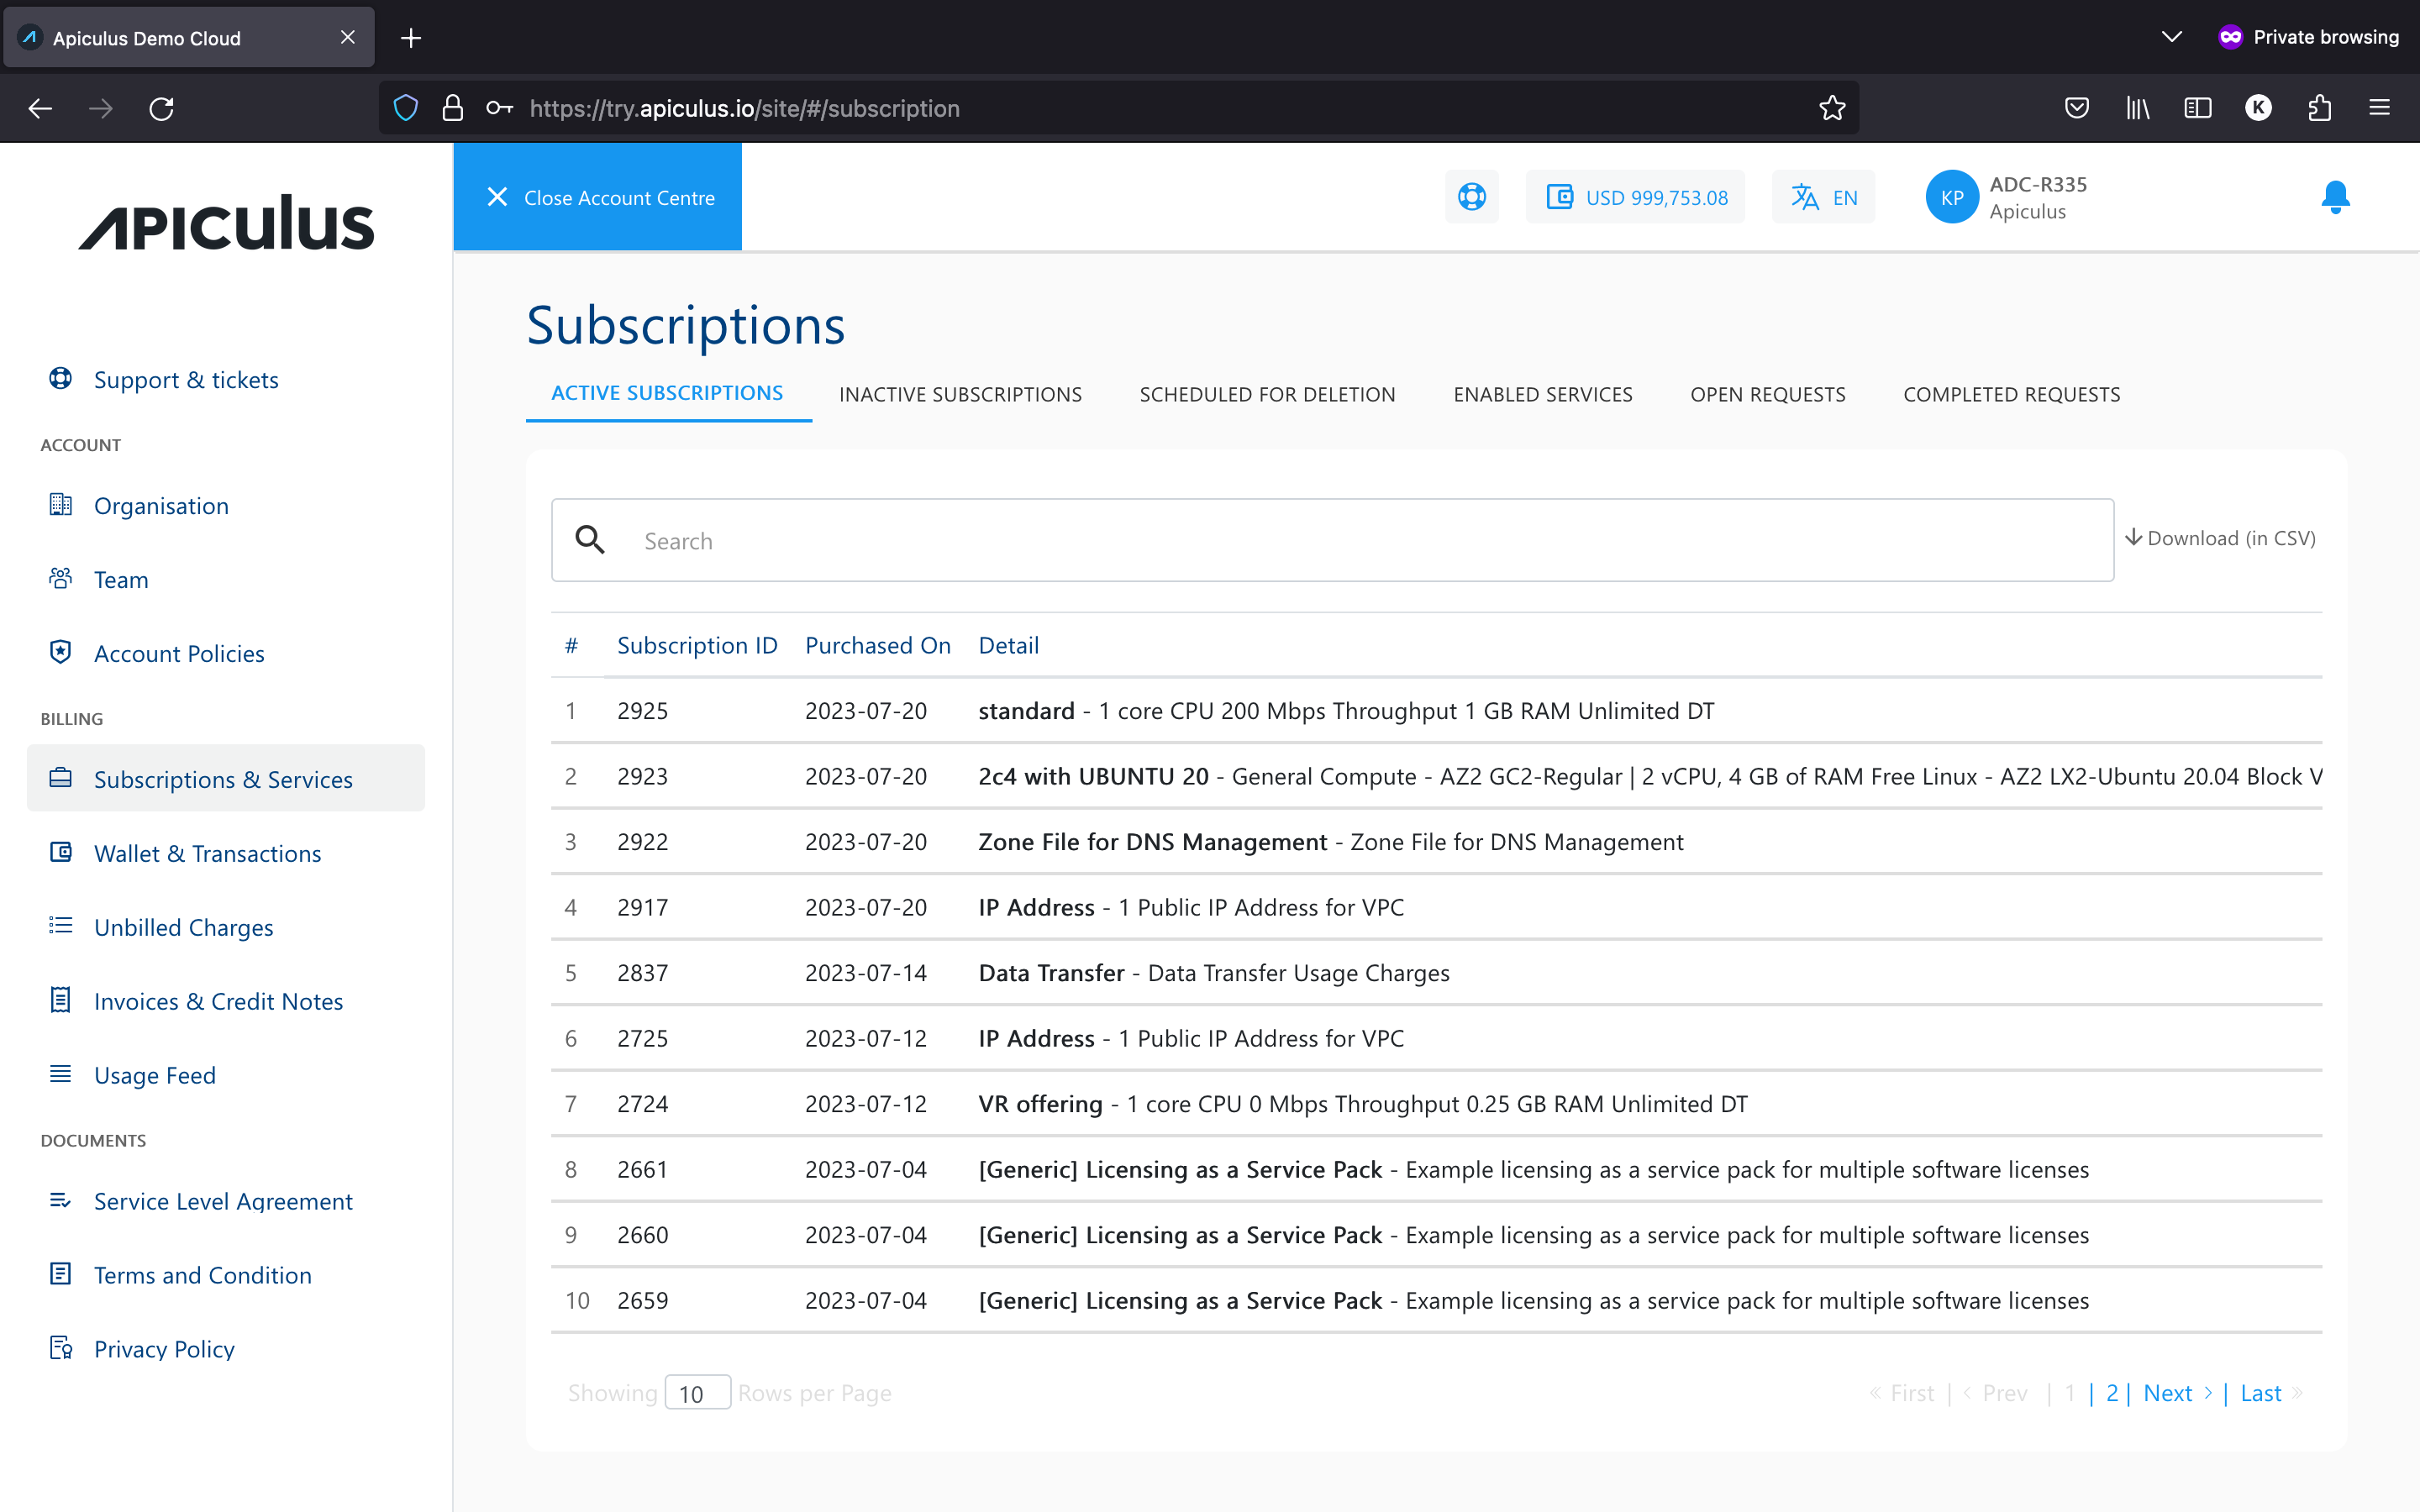 Apiculus Demo Cloud
Private browsing
https://try.apiculus.io/site/#/subscription
K
APICULUS
Close Account Centre
USD 999,753.08
EN
KP
ADC-R335
Apiculus
Support & tickets
ACCOUNT
Organisation
Team
Account Policies
BILLING
Subscriptions & Services
Wallet & Transactions
Unbilled Charges
Invoices & Credit Notes
Usage Feed
DOCUMENTS
Service Level Agreement
Terms and Condition
Privacy Policy
Subscriptions
ACTIVE SUBSCRIPTIONS INACTIVE SUBSCRIPTIONS SCHEDULED FOR DELETION ENABLED SERVICES OPEN REQUESTS COMPLETED REQUESTS
Search
Download (in CSV)
# Subscription ID Purchased On Detail
1 2925 2023-07-20 standard - 1 core CPU 200 Mbps Throughput 1 GB RAM Unlimited DT
2 2923 2023-07-20 2c4 with UBUNTU 20 - General Compute - AZ2 GC2-Regular | 2 vCPU, 4 GB of RAM Free Linux - AZ2 LX2-Ubuntu 20.04 Block V
3 2922 2023-07-20 Zone File for DNS Management - Zone File for DNS Management
4 2917 2023-07-20 IP Address - 1 Public IP Address for VPC
5 2837 2023-07-14 Data Transfer - Data Transfer Usage Charges
6 2725 2023-07-12 IP Address - 1 Public IP Address for VPC
7 2724 2023-07-12 VR offering - 1 core CPU 0 Mbps Throughput 0.25 GB RAM Unlimited DT
8 2661 2023-07-04 [Generic] Licensing as a Service Pack - Example licensing as a service pack for multiple software licenses
9 2660 2023-07-04 [Generic] Licensing as a Service Pack - Example licensing as a service pack for multiple software licenses
10 2659 2023-07-04 [Generic] Licensing as a Service Pack - Example licensing as a service pack for multiple software licenses
Showing 10 Rows per Page
« First | ‹ Prev | 1 | 2 | Next › | Last »